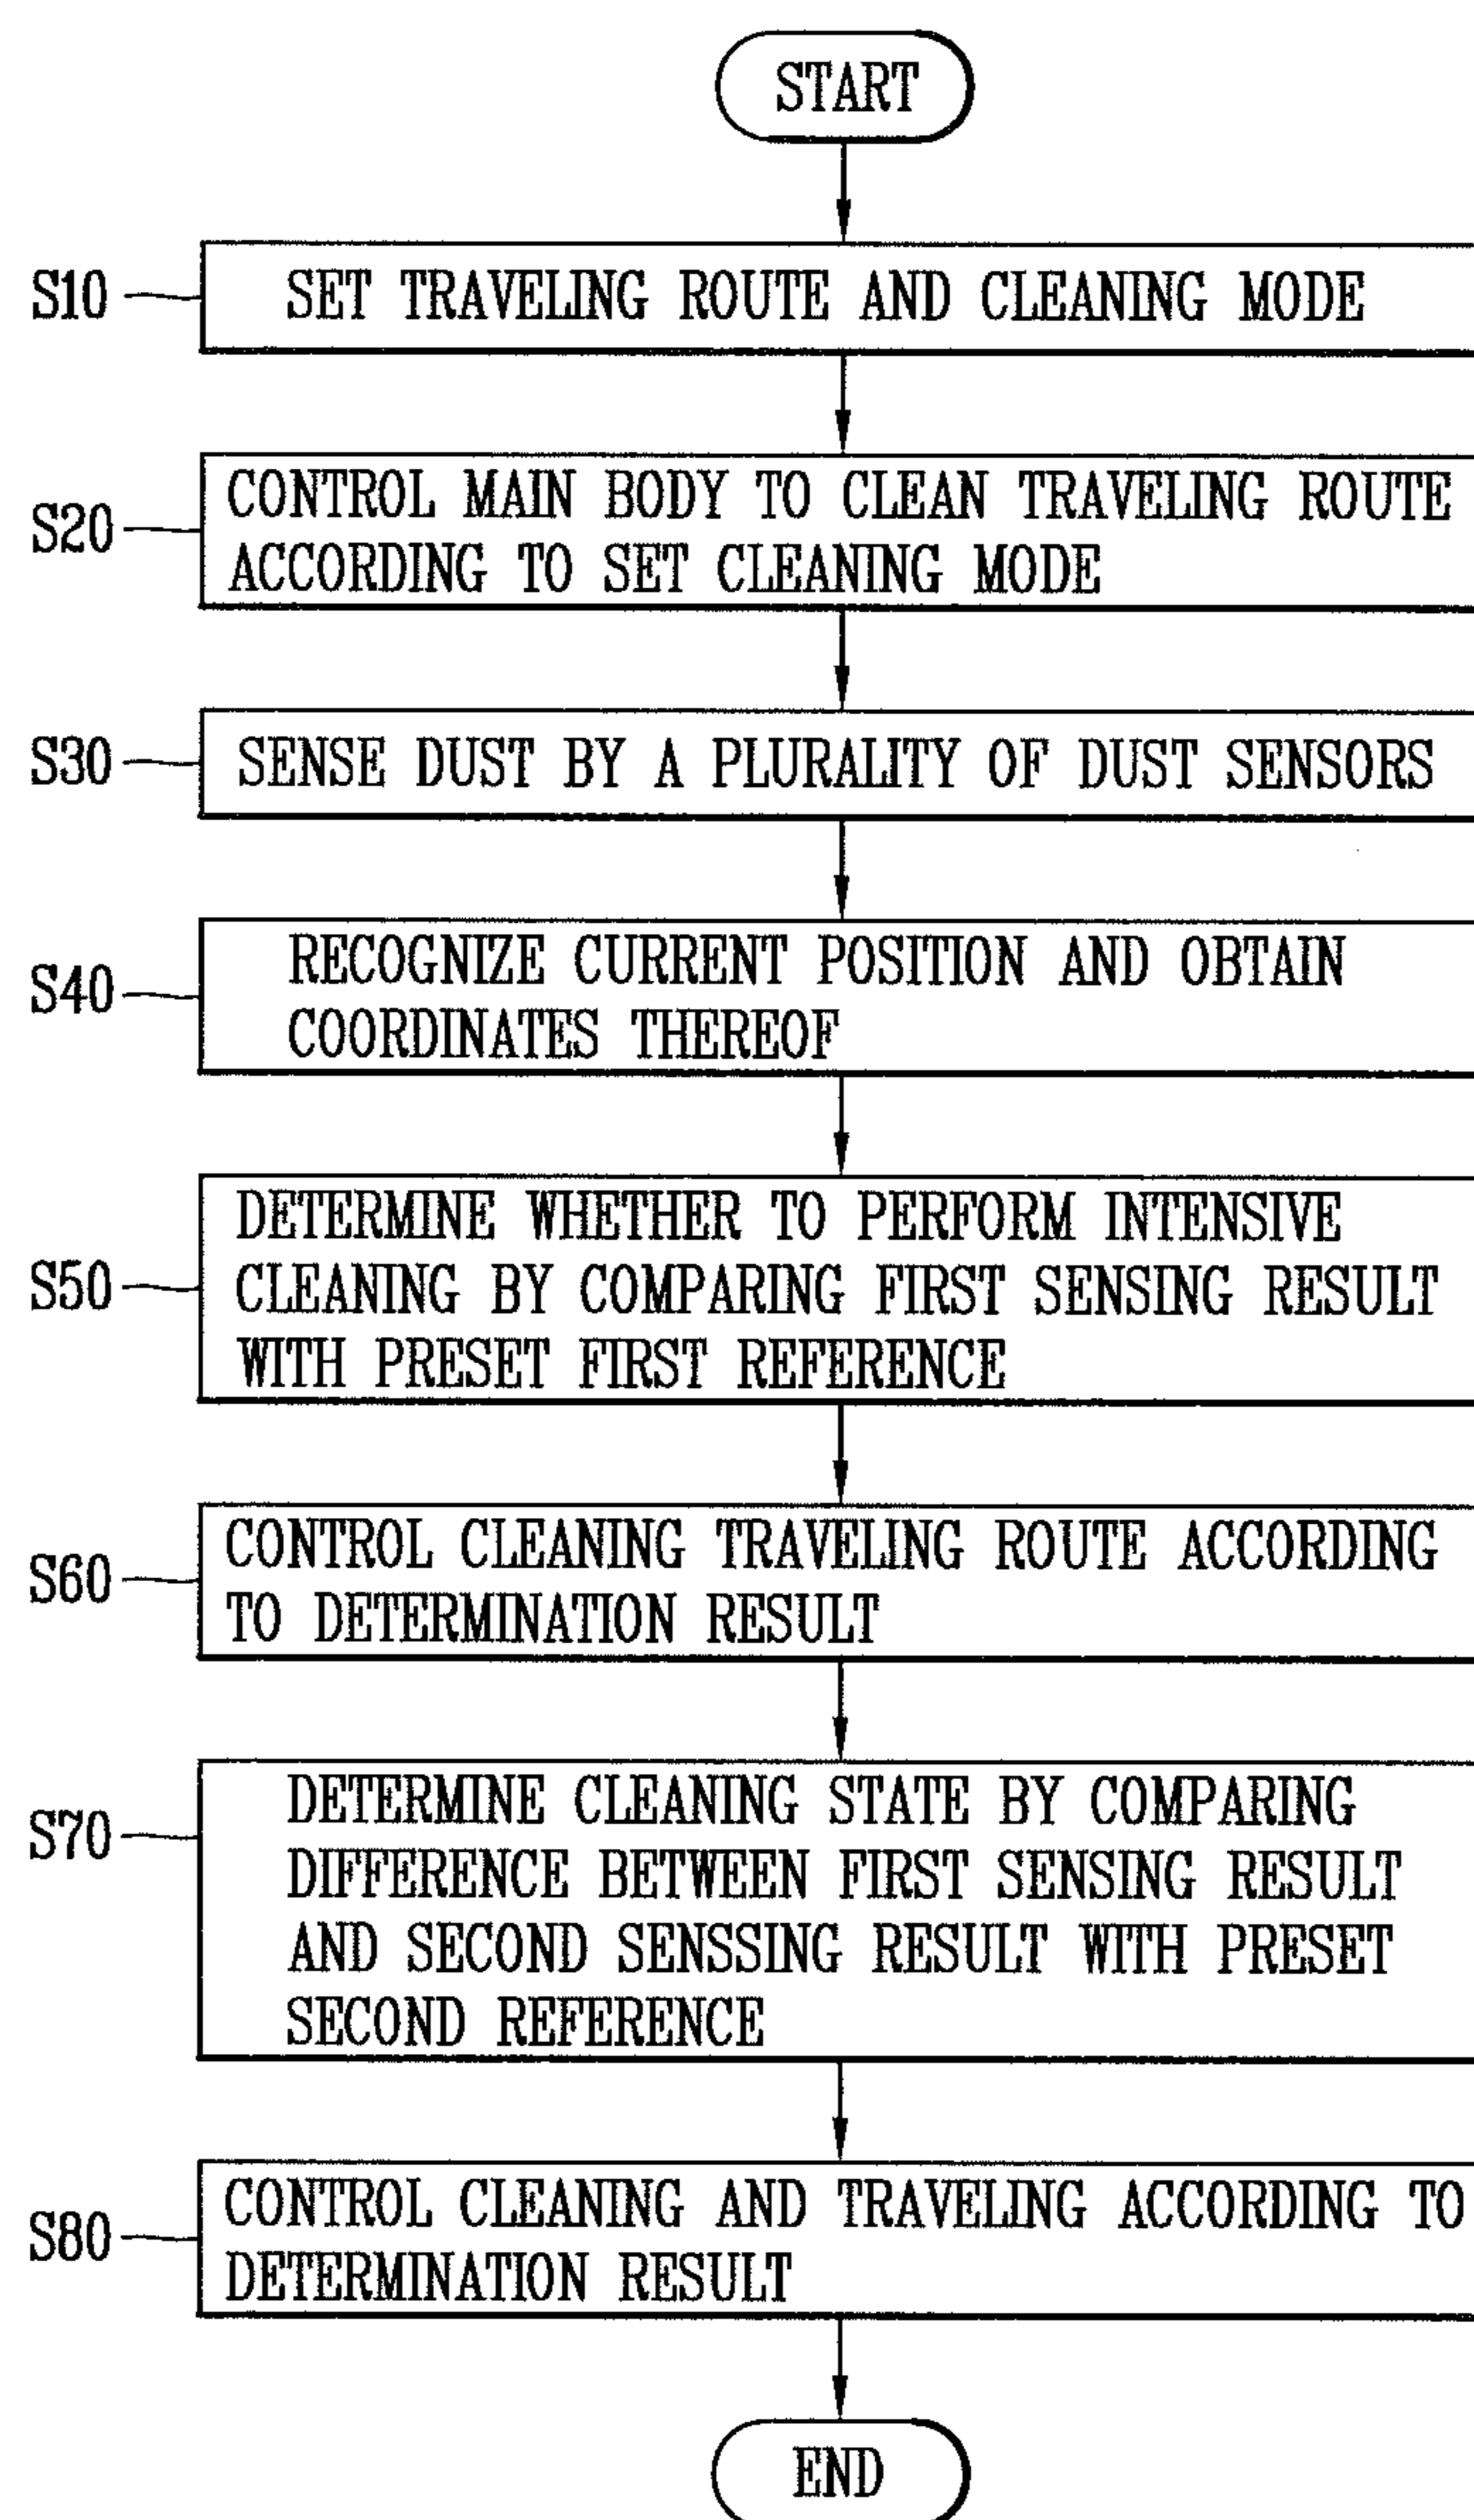 START
S10
SET TRAVELING ROUTE AND CLEANING MODE
S20
CONTROL MAIN BODY TO CLEAN TRAVELING ROUTE
ACCORDING TO SET CLEANING MODE
S30
SENSE DUST BY A PLURALITY OF DUST SENSORS
S40
RECOGNIZE CURRENT POSITION AND OBTAIN
COORDINATES THEREOF
S50
DETERMINE WHETHER TO PERFORM INTENSIVE
CLEANING BY COMPARING FIRST SENSING RESULT
WITH PRESET FIRST REFERENCE
S60
CONTROL CLEANING TRAVELING ROUTE ACCORDING
TO DETERMINATION RESULT
S70
DETERMINE CLEANING STATE BY COMPARING
DIFFERENCE BETWEEN FIRST SENSING RESULT
AND SECOND SENSSING RESULT WITH PRESET
SECOND REFERENCE
S80
CONTROL CLEANING AND TRAVELING ACCORDING TO
DETERMINATION RESULT
END